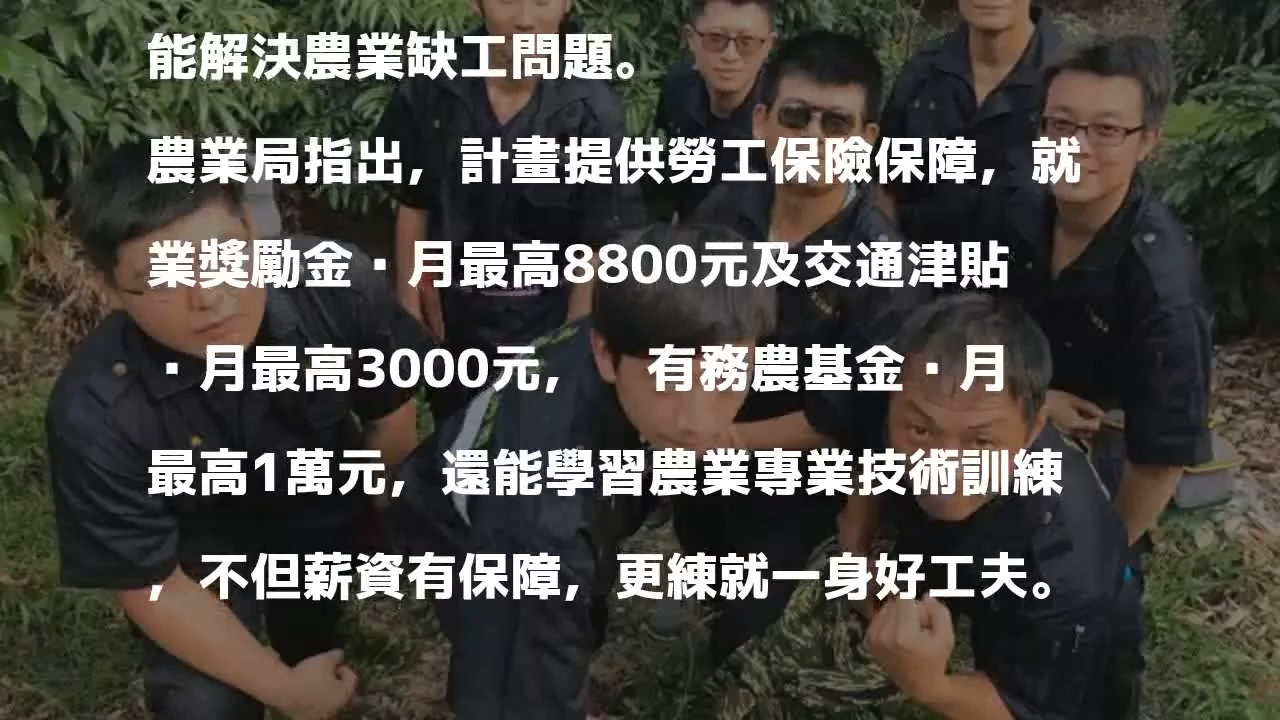 能解決農業缺工問題。
農業局指出，計畫提供勞工保險保障，就
業獎勵金▪月最高8800元及交通津貼
▪月最高3000元，　有務農基金▪月
最高1萬元，還能學習農業專業技術訓練
，不但薪資有保障，更練就一身好工夫。